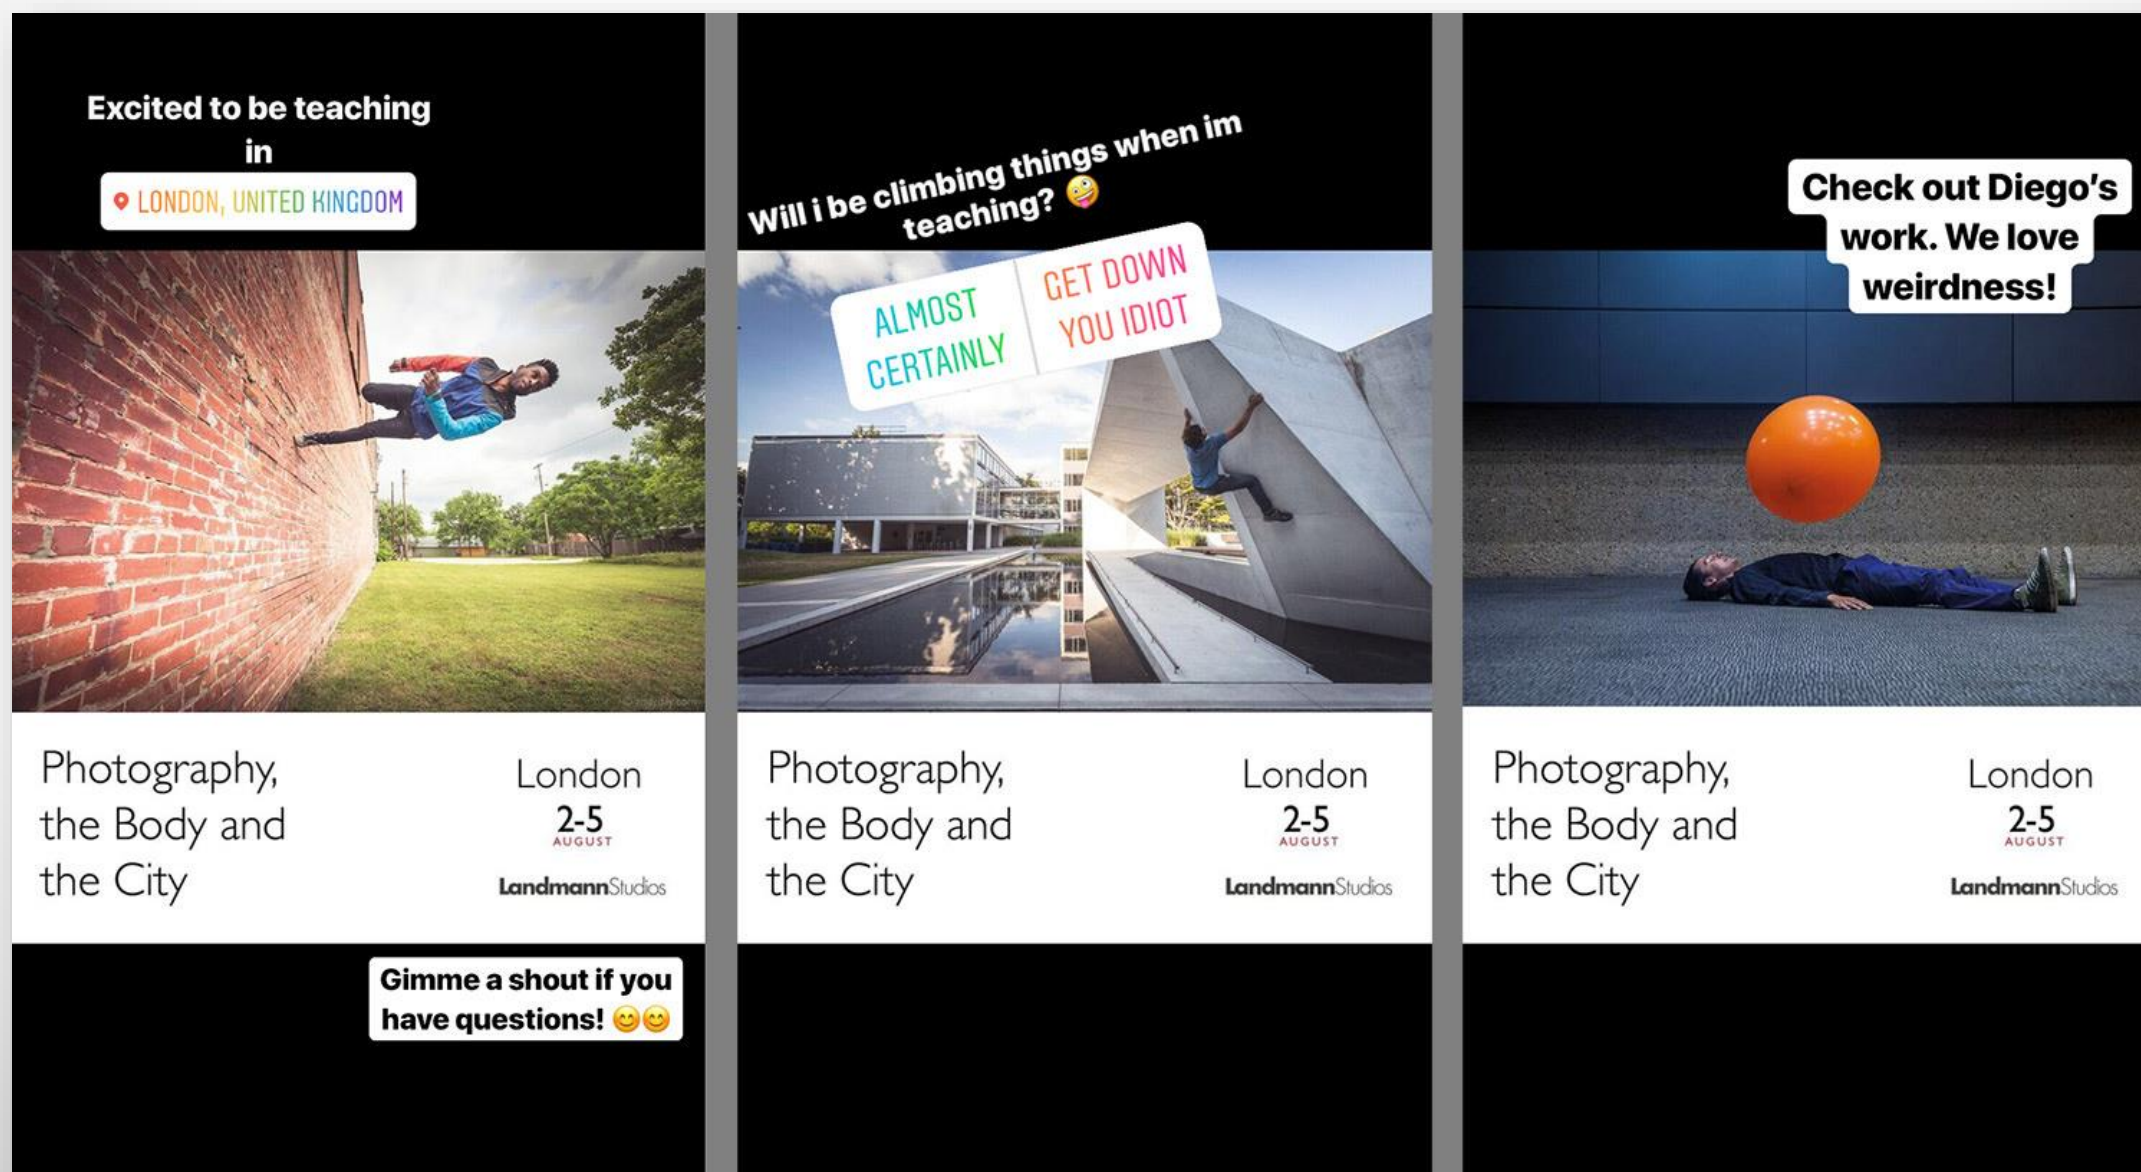 Excited to be teaching
in
LONDON, UNITED KINGDOM
Photography,
the Body and
the City
London
2-5
AUGUST
LandmannStudios
Gimme a shout if you
have questions! 😊😊
Will i be climbing things when im
teaching? 🤪
ALMOST
CERTAINLY
GET DOWN
YOU IDIOT
Photography,
the Body and
the City
London
2-5
AUGUST
LandmannStudios
Check out Diego's
work. We love
weirdness!
Photography,
the Body and
the City
London
2-5
AUGUST
LandmannStudios